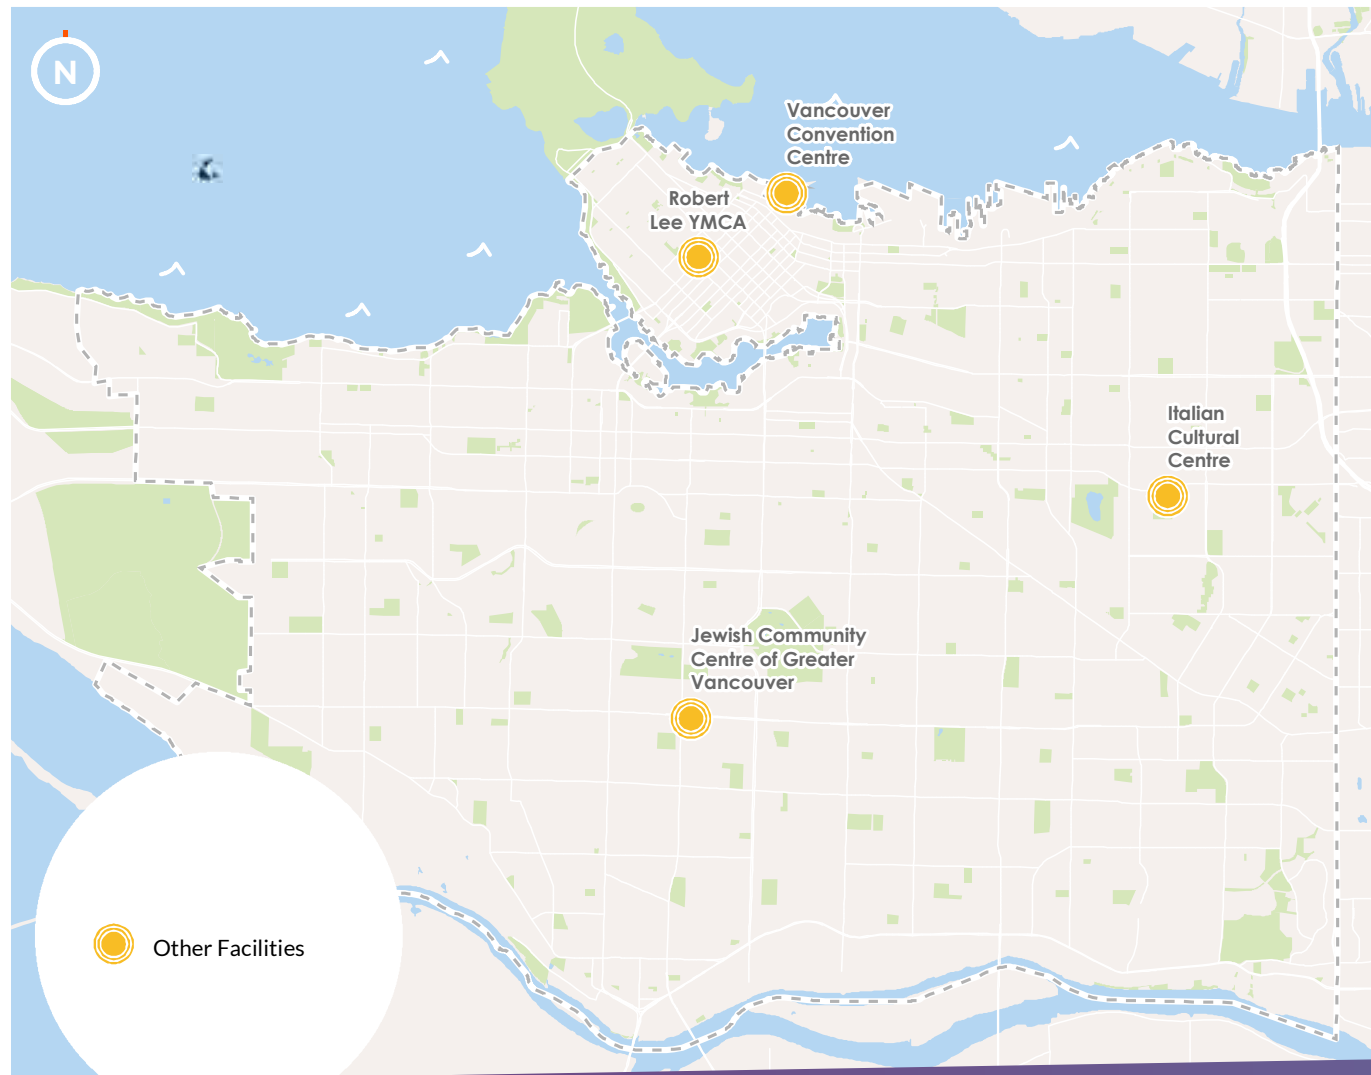 N
Vancouver
Convention
Centre
Robert
Lee YMCA
Italian
Cultural
Centre
Jewish Community
Centre of Greater
Vancouver
Other Facilities